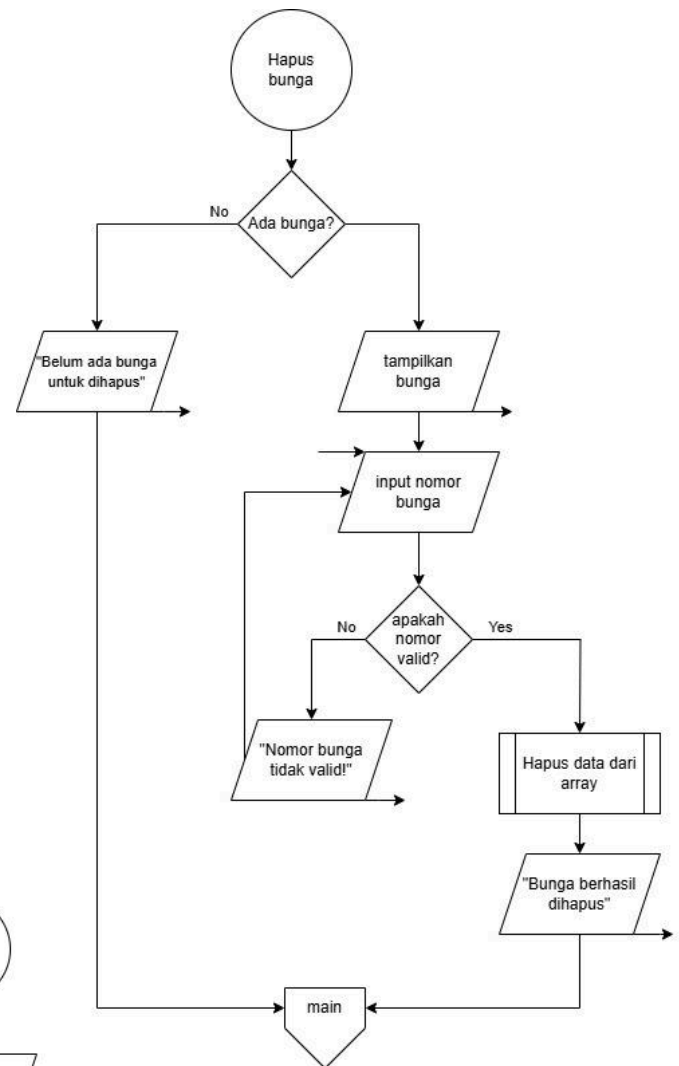 Hapus
bunga
No
Ada bunga?
"Belum ada bunga
untuk dihapus"
tampilkan
bunga
input nomor
bunga
No
apakah
nomor
valid?
Yes
"Nomor bunga
tidak valid!"
Hapus data dari
array
"Bunga berhasil
dihapus"
main